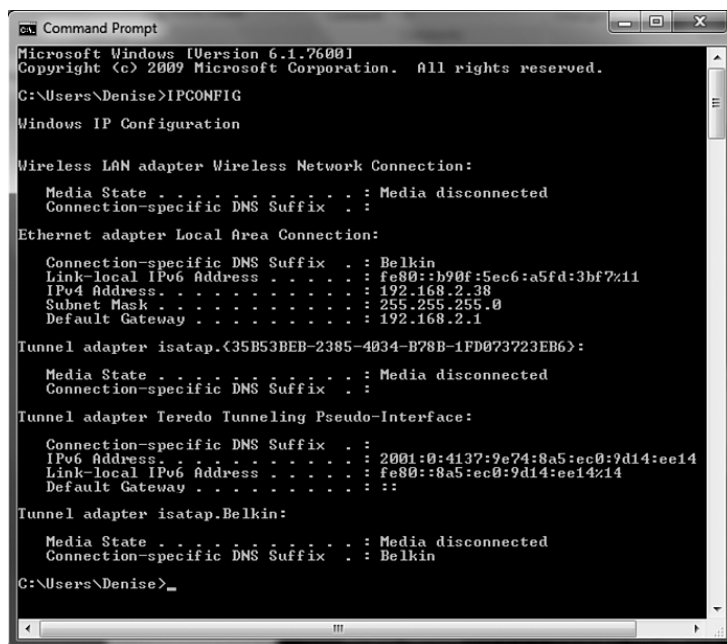 Command Prompt
Microsoft Windows [Version 6.1.7600]
Copyright (c) 2009 Microsoft Corporation.  All rights reserved.
C:\Users\Denise>IPCONFIG
Windows IP Configuration
Wireless LAN adapter Wireless Network Connection:
   Media State . . . . . . . . . . . : Media disconnected
   Connection-specific DNS Suffix  . :
Ethernet adapter Local Area Connection:
   Connection-specific DNS Suffix  . : Belkin
   Link-local IPv6 Address . . . . . : fe80::b90f:5ec6:a5fd:3bf7%11
   IPv4 Address. . . . . . . . . . . : 192.168.2.38
   Subnet Mask . . . . . . . . . . . : 255.255.255.0
   Default Gateway . . . . . . . . . : 192.168.2.1
Tunnel adapter isatap.{35B53BEB-2385-4034-B78B-1FD073723EB6}:
   Media State . . . . . . . . . . . : Media disconnected
   Connection-specific DNS Suffix  . :
Tunnel adapter Teredo Tunneling Pseudo-Interface:
   Connection-specific DNS Suffix  . :
   IPv6 Address. . . . . . . . . . . : 2001:0:4137:9e74:8a5:ec0:9d14:ee14
   Link-local IPv6 Address . . . . . : fe80::8a5:ec0:9d14:ee14%14
   Default Gateway . . . . . . . . . : ::
Tunnel adapter isatap.Belkin:
   Media State . . . . . . . . . . . : Media disconnected
   Connection-specific DNS Suffix  . : Belkin
C:\Users\Denise>_